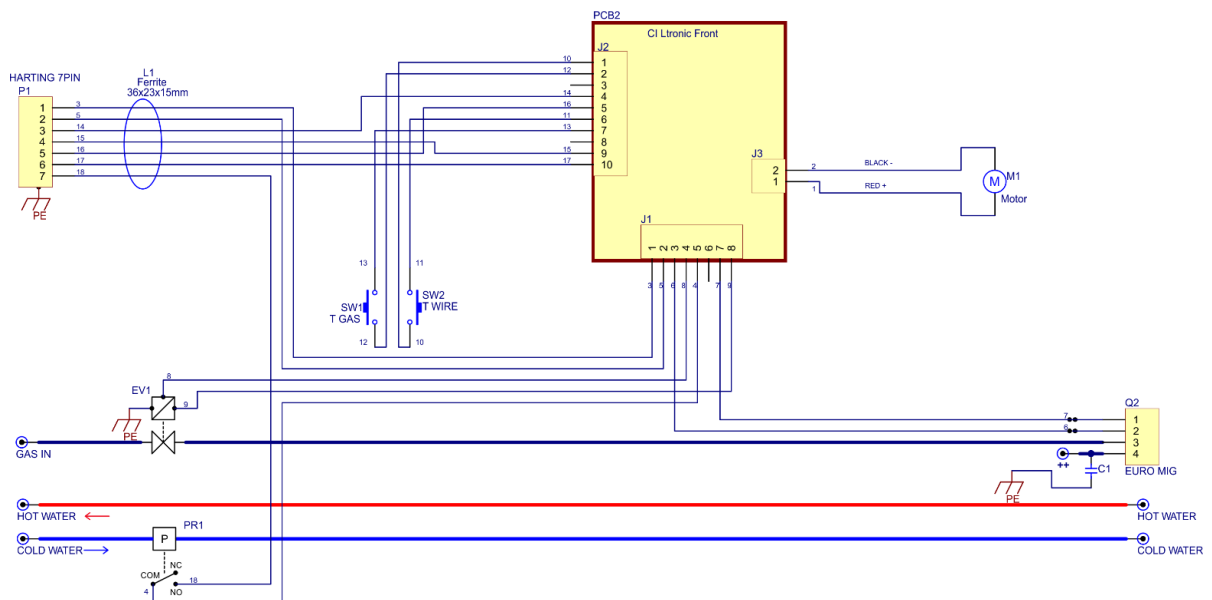 PCB2
CI Ltronic Front
J2
10 1
12 2
3
14 4
16 5
11 6
13 7
8
15 9
17 10
HARTING 7PIN
P1
L1
Ferrite
36x23x15mm
1 3
2 5
3 14
4 15
5 16
6 17
7 18
PE
J3
2 2 BLACK -
1 1 RED +
M M1
Motor
J1
1 2 3 4 5 6 7 8
3 5 6 8 4 7 9
13 11
SW1
T GAS
SW2
T WIRE
12 10
EV1
8
9
PE
GAS IN
Q2
7 1
6 2
3
4
++
C1
EURO MIG
PE
HOT WATER
HOT WATER
PR1
P
COLD WATER
COLD WATER
NC
COM
18
4
NO